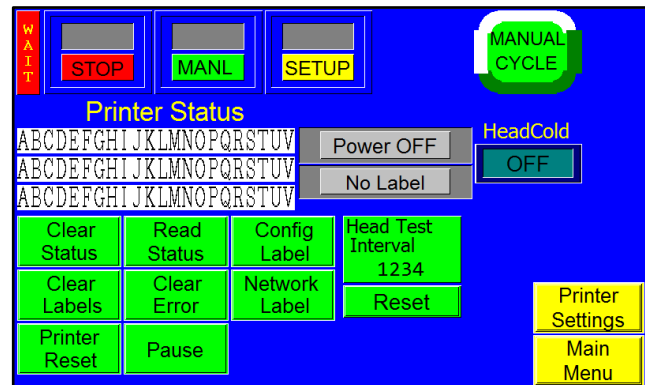 WAIT
STOP
MANL
SETUP
MANUAL
CYCLE
Printer Status
ABCDEFGHIJKLMNOPQRSTUV
ABCDEFGHIJKLMNOPQRSTUV
ABCDEFGHIJKLMNOPQRSTUV
Power OFF
No Label
HeadCold
OFF
Clear
Status
Read
Status
Config
Label
Head Test
Interval
1234
Clear
Labels
Clear
Error
Network
Label
Reset
Printer
Reset
Pause
Printer
Settings
Main
Menu